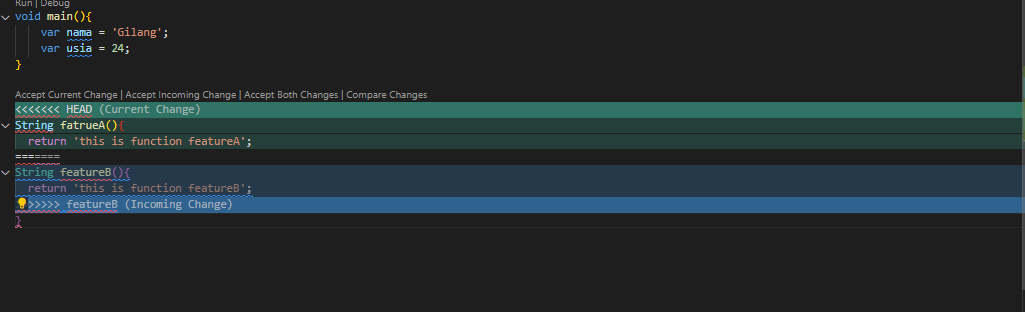 Run | Debug
void main(){
var nama = 'Gilang';
var usia = 24;
}
Accept Current Change | Accept Incoming Change | Accept Both Changes | Compare Changes
<<<<<<< HEAD (Current Change)
String fatrueA(){
return 'this is function featureA';
=======
String featureB(){
return 'this is function featureB';
>>>>> featureB (Incoming Change)
}